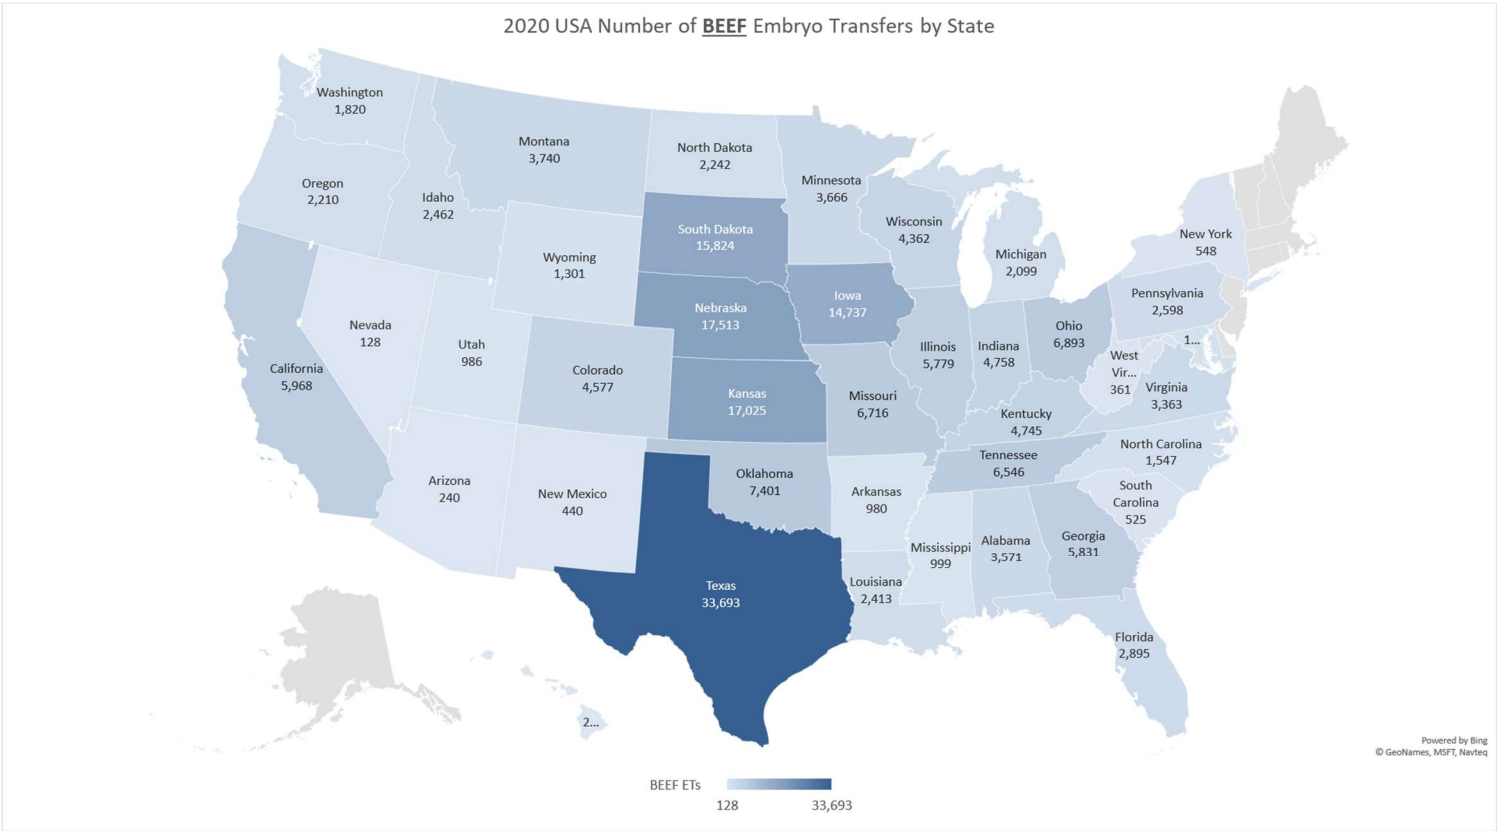 2020 USA Number of BEEF Embryo Transfers by State
Washington
1,820
Montana
3,740
North Dakota
2,242
Minnesota
3,666
Oregon
2,210
Idaho
2,462
South Dakota
15,824
Wisconsin
4,362
Michigan
2,099
New York
548
Wyoming
1,301
Nebraska
17,513
Iowa
14,737
Pennsylvania
2,598
Nevada
128
Utah
986
Colorado
4,577
Illinois
5,779
Indiana
4,758
Ohio
6,893
1...
West
Vir...
361
Virginia
3,363
California
5,968
Kansas
17,025
Missouri
6,716
Kentucky
4,745
North Carolina
1,547
Tennessee
6,546
Arizona
240
New Mexico
440
Oklahoma
7,401
Arkansas
980
South
Carolina
525
Mississippi
999
Alabama
3,571
Georgia
5,831
Texas
33,693
Louisiana
2,413
Florida
2,895
2...
Powered by Bing
© GeoNames, MSFT, Navteq
BEEF ETs
128
33,693